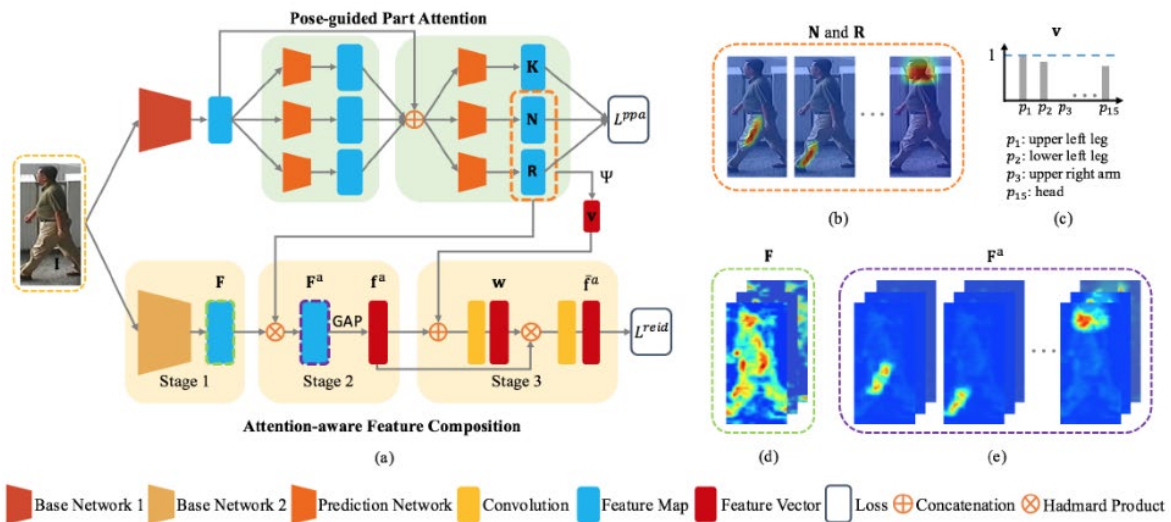 Pose-guided Part Attention
K
N
R
L^ppa
Ψ
v
I
F
F^a
f^a
w
f̃^a
GAP
L^reid
Stage 1
Stage 2
Stage 3
Attention-aware Feature Composition
(a)
N and R
(b)
v
1
p1 p2 p3 p15
p1: upper left leg
p2: lower left leg
p3: upper right arm
p15: head
(c)
F
(d)
F^a
(e)
Base Network 1 Base Network 2 Prediction Network Convolution Feature Map Feature Vector Loss Concatenation Hadmard Product